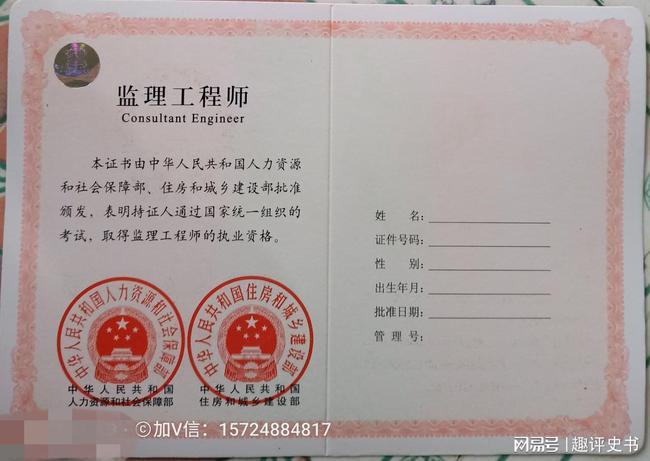 监理工程师
Consultant Engineer
本证书由中华人民共和国人力资源
和社会保障部、住房和城乡建设部批准
颁发，表明持证人通过国家统一组织的
考试，取得监理工程师的执业资格。
中华人民共和国人力资源和社会保障部
中华人民共和国住房和城乡建设部
中华人民共和国
人力资源和社会保障部
中华人民共和国
住房和城乡建设部
姓 名：
证件号码：
性 别：
出生年月：
批准日期：
管 理 号：
©加V信：15724884817
网易号 | 趣评史书